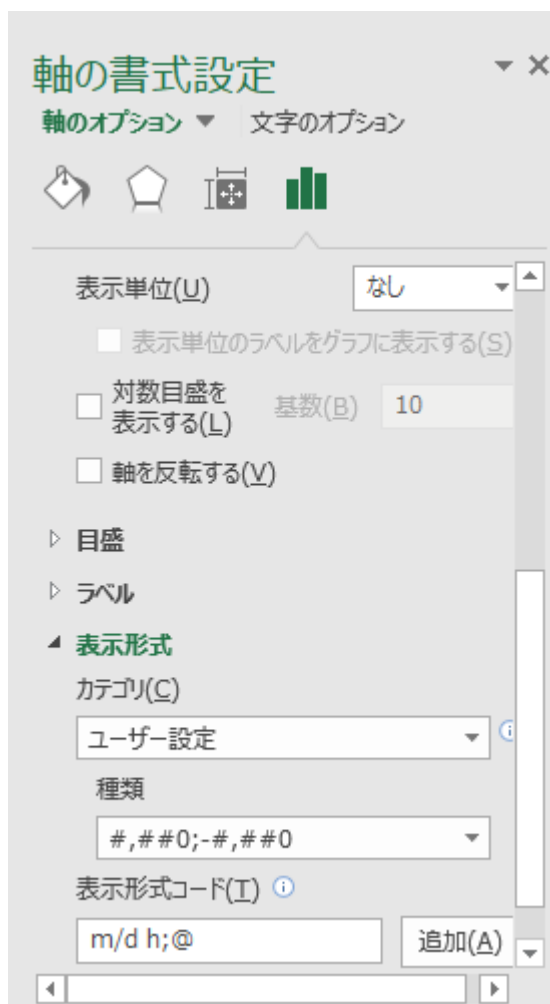 軸の書式設定
軸のオプション 文字のオプション
表示単位(U) なし
表示単位のラベルをグラフに表示する(S)
対数目盛を
表示する(L) 基数(B) 10
軸を反転する(V)
目盛
ラベル
表示形式
カテゴリ(C)
ユーザー設定
種類
#,##0;-#,##0
表示形式コード(T)
m/d h;@ 追加(A)